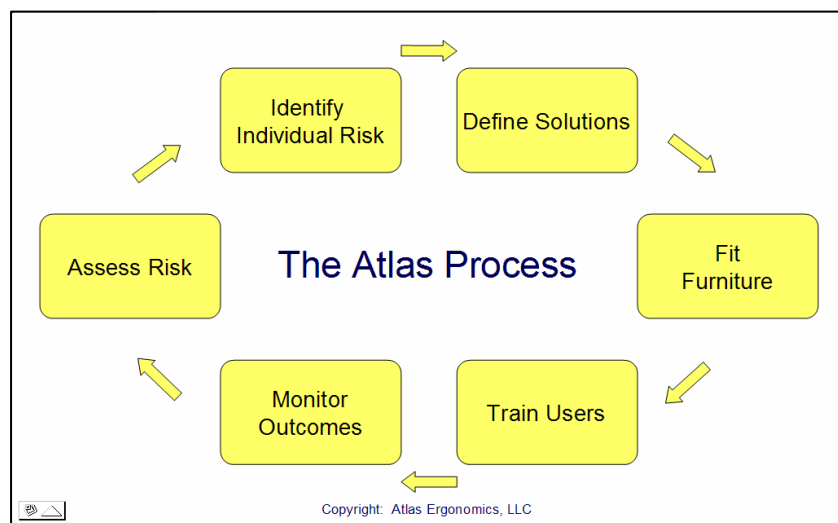 Identify
Individual Risk
Define Solutions
Assess Risk
The Atlas Process
Fit
Furniture
Monitor
Outcomes
Train Users
Copyright:  Atlas Ergonomics, LLC